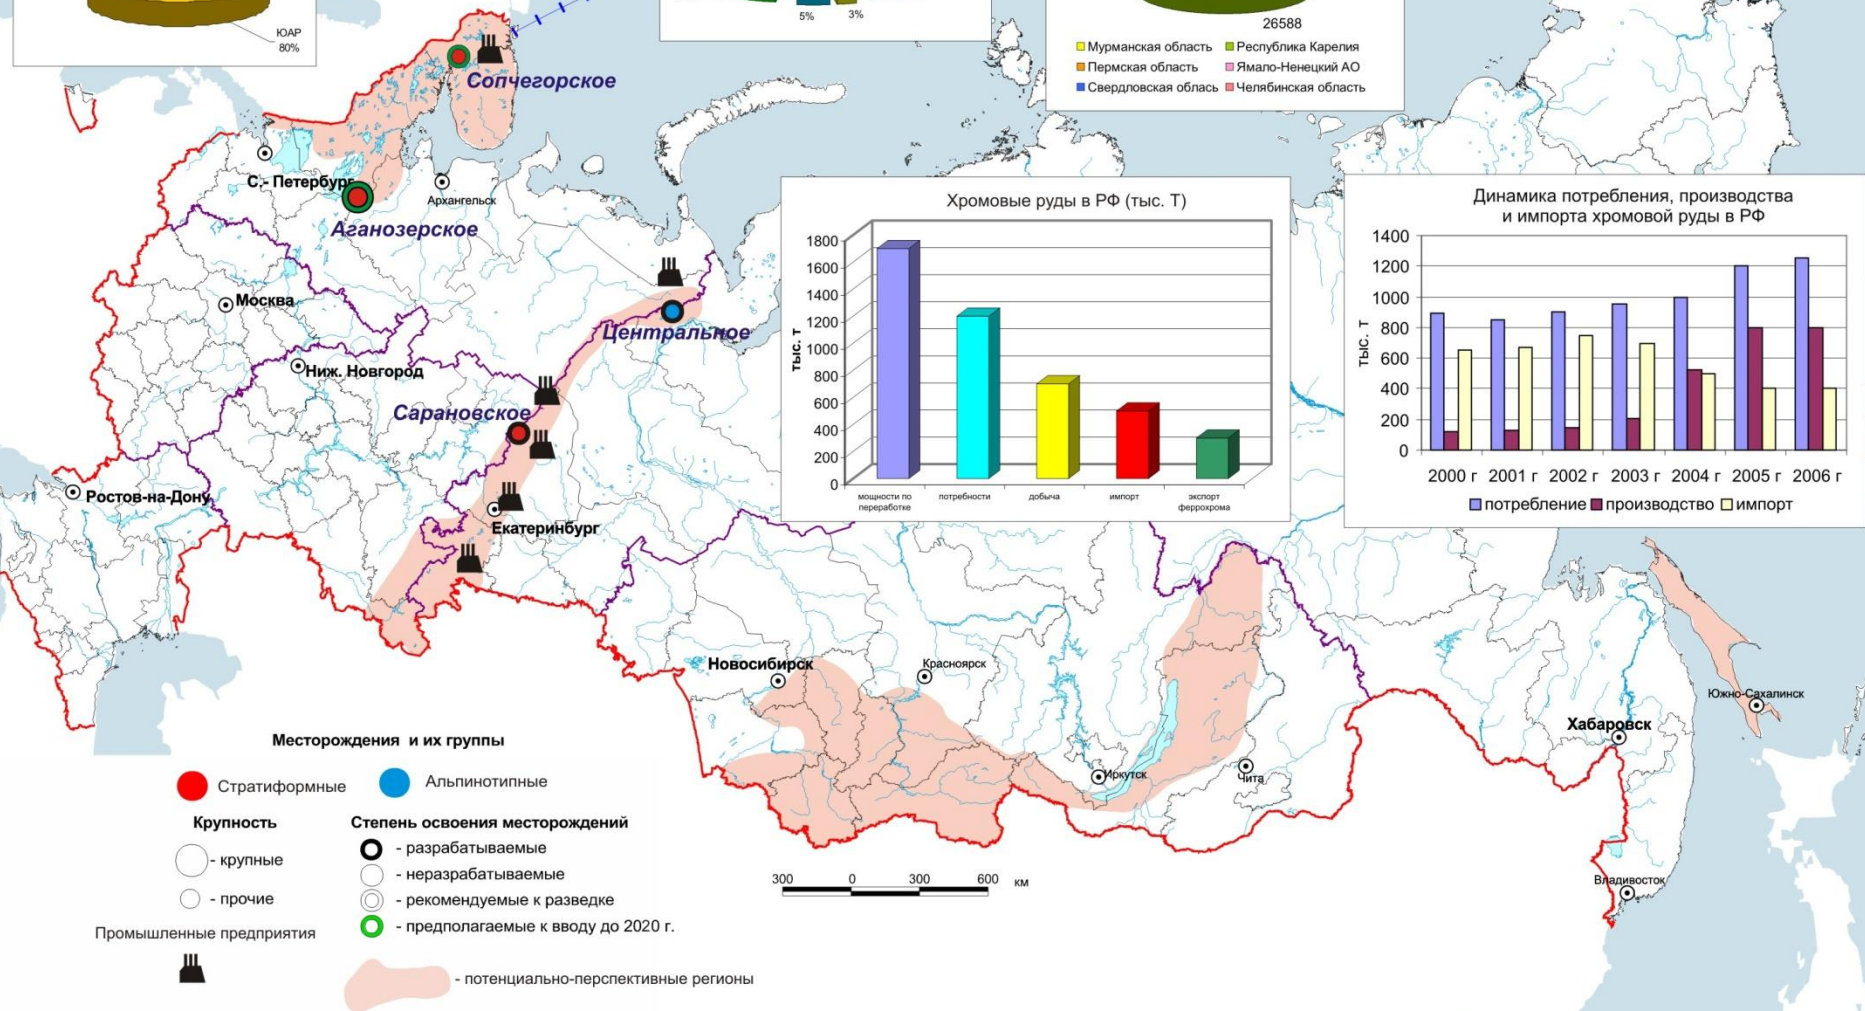 ЮАР
80%
5%
3%
26588
Мурманская область
Республика Карелия
Пермская область
Ямало-Ненецкий АО
Свердловская обласъ
Челябинская область
Сопчегорское
С.- Петербург
Архангельск
Аганозерское
Москва
Центральное
Ниж. Новгород
Сарановское
Ростов-на-Дону
Екатеринбург
Хромовые руды в РФ (тыс. Т)
тыс. т
1800
1600
1400
1200
1000
800
600
400
200
0
мощности по
переработке
потребности
добыча
импорт
экспорт
феррохрома
Динамика потребления, производства
и импорта хромовой руды в РФ
тыс. т
1400
1200
1000
800
600
400
200
0
2000 г 2001 г 2002 г 2003 г 2004 г 2005 г 2006 г
потребление производство импорт
Новосибирск
Красноярск
Иркутск
Чита
Южно-Сахалинск
Хабаровск
Владивосток
Месторождения и их группы
Стратиформные
Альпинотипные
Крупность
- крупные
- прочие
Степень освоения месторождений
- разрабатываемые
- неразрабатываемые
- рекомендуемые к разведке
- предполагаемые к вводу до 2020 г.
Промышленные предприятия
- потенциально-перспективные регионы
300 0 300 600 км